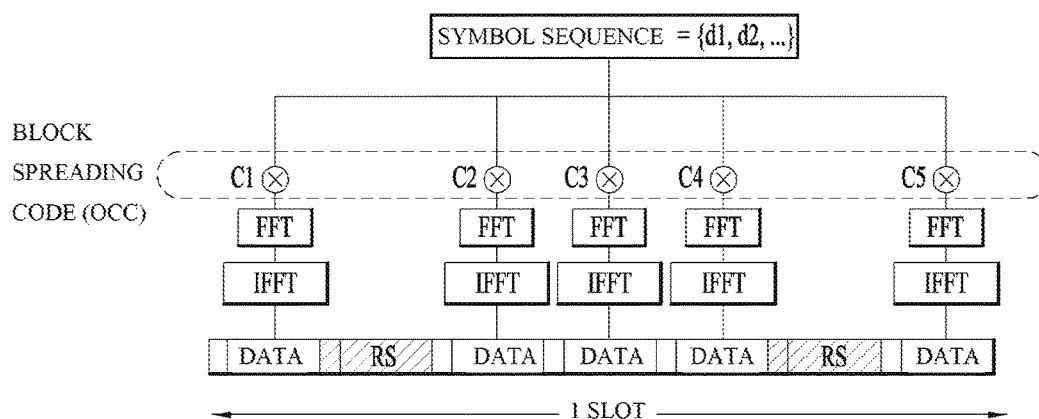 SYMBOL SEQUENCE = {d1, d2, ...}
BLOCK
SPREADING
CODE (OCC)
C1 C2 C3 C4 C5
FFT FFT FFT FFT FFT
IFFT IFFT IFFT IFFT IFFT
DATA RS DATA DATA DATA RS DATA
1 SLOT